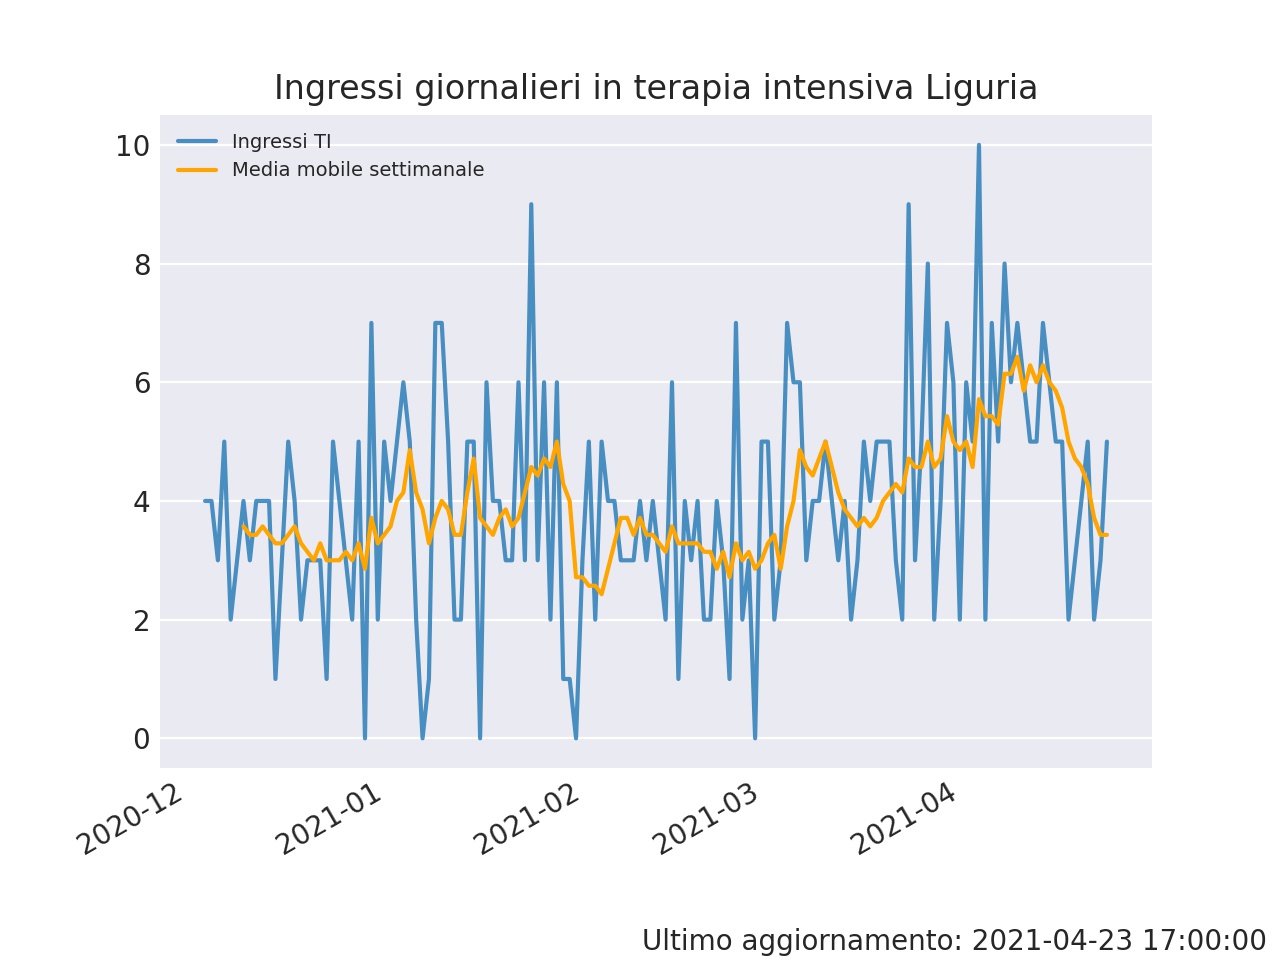 Ingressi giornalieri in terapia intensiva Liguria
Ingressi TI
Media mobile settimanale
10
8
6
4
2
0
2020-12
2021-01
2021-02
2021-03
2021-04
Ultimo aggiornamento: 2021-04-23 17:00:00